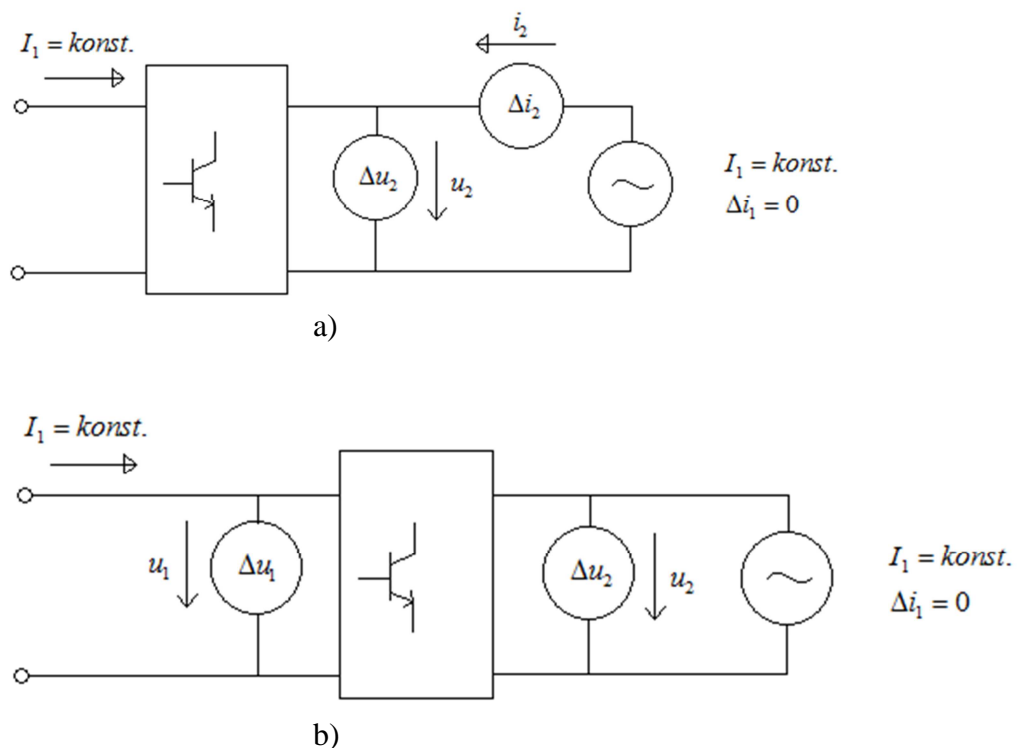 i₂
I₁ = konst.
Δi₂
Δu₂
u₂
I₁ = konst.
Δi₁ = 0
a)
I₁ = konst.
u₁
Δu₁
Δu₂
u₂
I₁ = konst.
Δi₁ = 0
b)